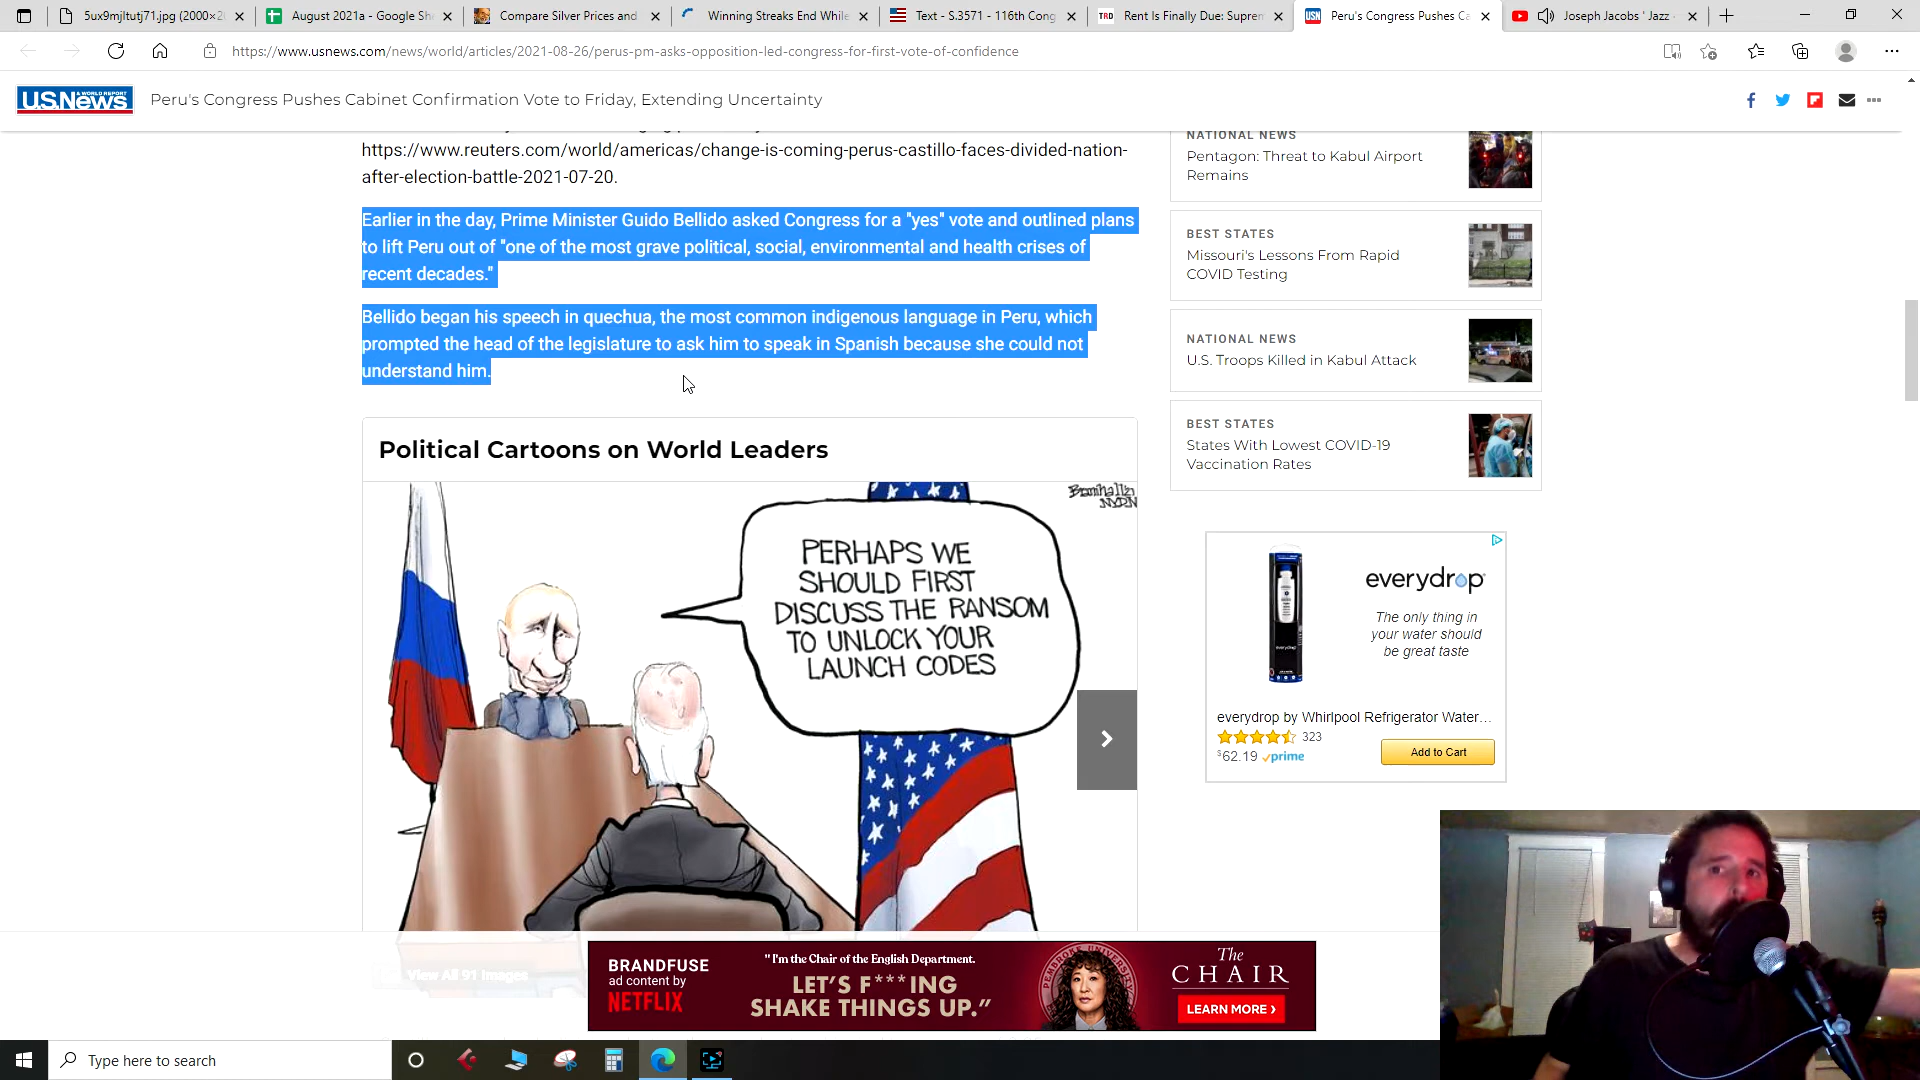 5ux9mjltutj71.jpg (2000×2
August 2021a - Google Sh
Compare Silver Prices and
Winning Streaks End While
Text - S.3571 - 116th Cong
TRD
Rent Is Finally Due: Suprem
USN
Peru's Congress Pushes Ca
Joseph Jacobs ' Jazz
https://www.usnews.com/news/world/articles/2021-08-26/perus-pm-asks-opposition-led-congress-for-first-vote-of-confidence
U.S.News
& WORLD REPORT
Peru's Congress Pushes Cabinet Confirmation Vote to Friday, Extending Uncertainty
https://www.reuters.com/world/americas/change-is-coming-perus-castillo-faces-divided-nation-
after-election-battle-2021-07-20.
Earlier in the day, Prime Minister Guido Bellido asked Congress for a "yes" vote and outlined plans
to lift Peru out of "one of the most grave political, social, environmental and health crises of
recent decades."
Bellido began his speech in quechua, the most common indigenous language in Peru, which
prompted the head of the legislature to ask him to speak in Spanish because she could not
understand him.
Political Cartoons on World Leaders
Bramhall
NYDN
PERHAPS WE
SHOULD FIRST
DISCUSS THE RANSOM
TO UNLOCK YOUR
LAUNCH CODES
View All 91 Images
NATIONAL NEWS
Pentagon: Threat to Kabul Airport
Remains
BEST STATES
Missouri's Lessons From Rapid
COVID Testing
NATIONAL NEWS
U.S. Troops Killed in Kabul Attack
BEST STATES
States With Lowest COVID-19
Vaccination Rates
everydrop
The only thing in
your water should
be great taste
everydrop by Whirlpool Refrigerator Water...
323
$62.19 prime
Add to Cart
BRANDFUSE
ad content by
NETFLIX
"I'm the Chair of the English Department.
LET'S F***ING
SHAKE THINGS UP."
PEMBROKE UNIVERSITY
The
CHAIR
LEARN MORE ›
Type here to search